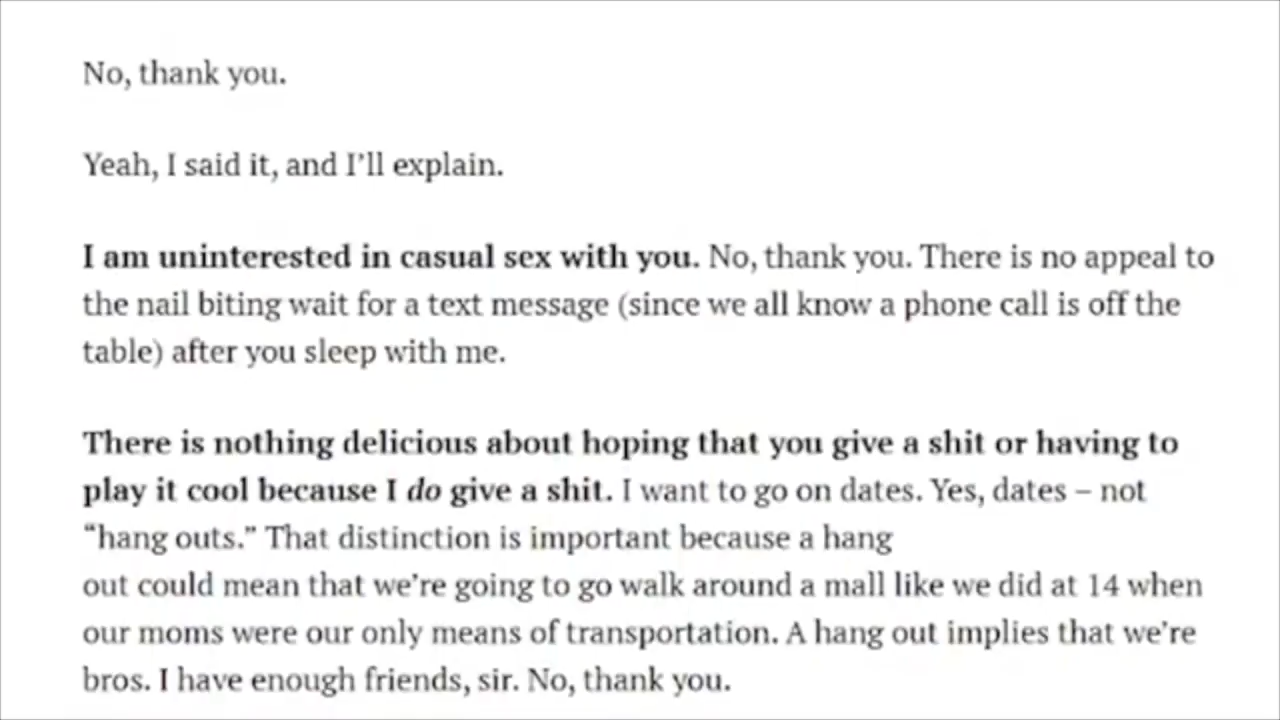 No, thank you.
Yeah, I said it, and I’ll explain.
I am uninterested in casual sex with you. No, thank you. There is no appeal to
the nail biting wait for a text message (since we all know a phone call is off the
table) after you sleep with me.
There is nothing delicious about hoping that you give a shit or having to
play it cool because I do give a shit. I want to go on dates. Yes, dates – not
“hang outs.” That distinction is important because a hang
out could mean that we’re going to go walk around a mall like we did at 14 when
our moms were our only means of transportation. A hang out implies that we’re
bros. I have enough friends, sir. No, thank you.